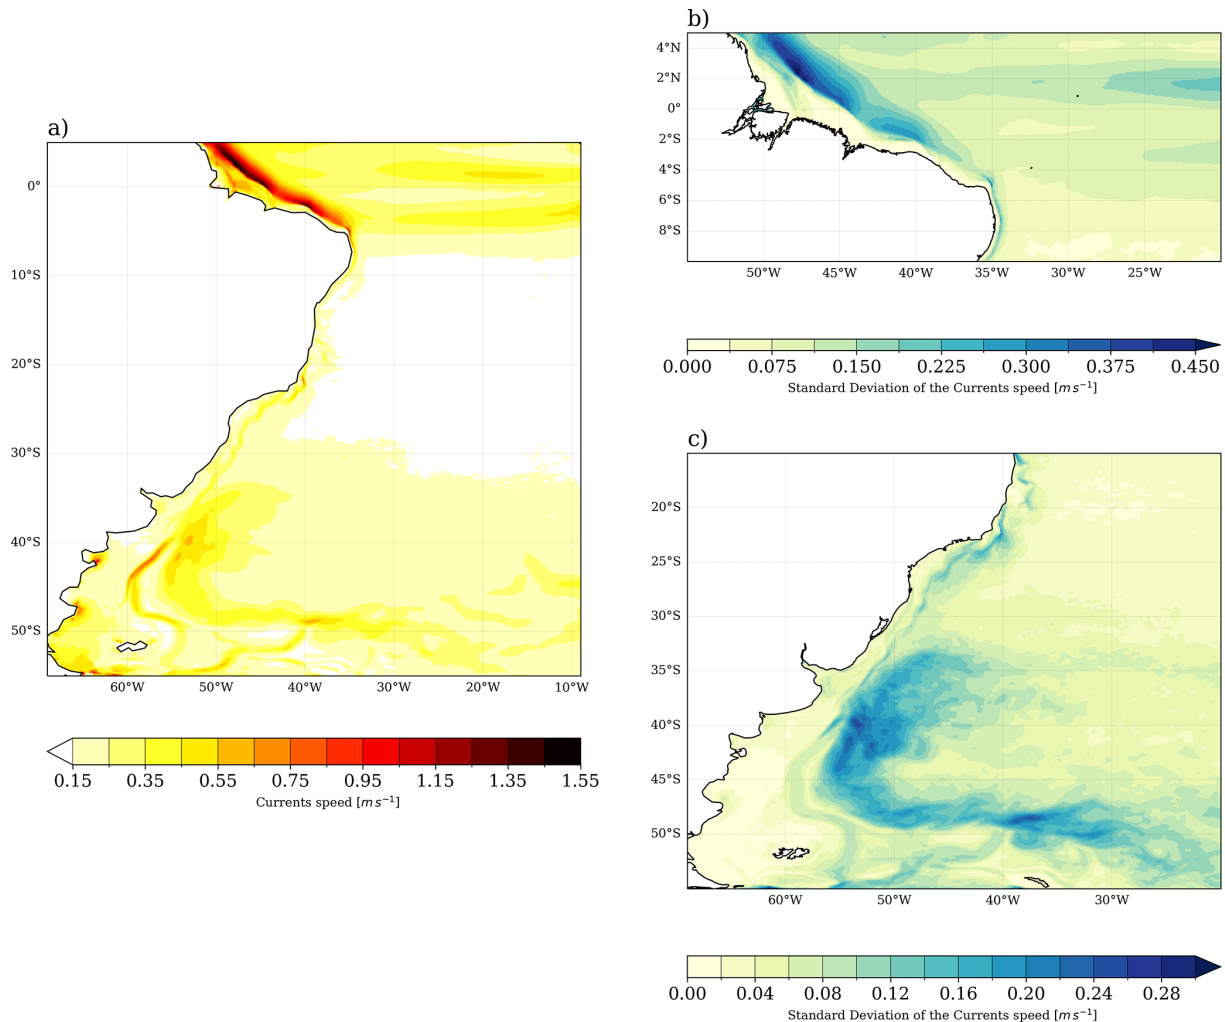 a)
0°
10°S
20°S
30°S
40°S
50°S
60°W 50°W 40°W 30°W 20°W 10°W
0.15 0.35 0.55 0.75 0.95 1.15 1.35 1.55
Currents speed [m s⁻¹]
b)
4°N
2°N
0°
2°S
4°S
6°S
8°S
50°W 45°W 40°W 35°W 30°W 25°W
0.000 0.075 0.150 0.225 0.300 0.375 0.450
Standard Deviation of the Currents speed [m s⁻¹]
c)
20°S
25°S
30°S
35°S
40°S
45°S
50°S
60°W 50°W 40°W 30°W
0.00 0.04 0.08 0.12 0.16 0.20 0.24 0.28
Standard Deviation of the Currents speed [m s⁻¹]